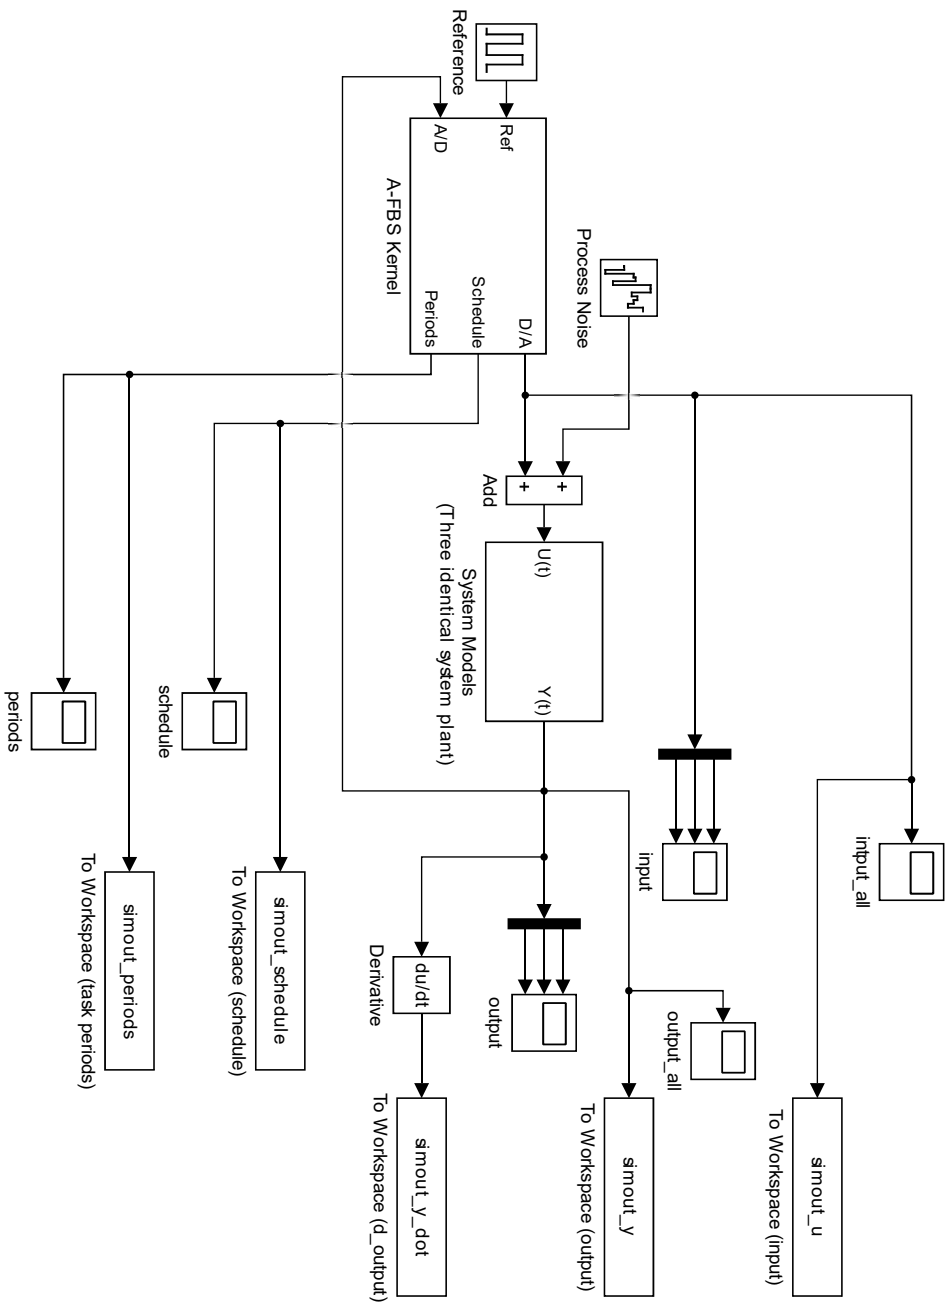 Reference
Ref
A/D
D/A
Schedule
Periods
A-FBS Kernel
Process Noise
+
+
Add
U(t)
Y(t)
System Models
(Three identical system plant)
intput_all
input
simout_u
To Workspace (input)
output_all
simout_y
To Workspace (output)
output
du/dt
Derivative
simout_y_dot
To Workspace (d_output)
schedule
simout_schedule
To Workspace (schedule)
periods
simout_periods
To Workspace (task periods)